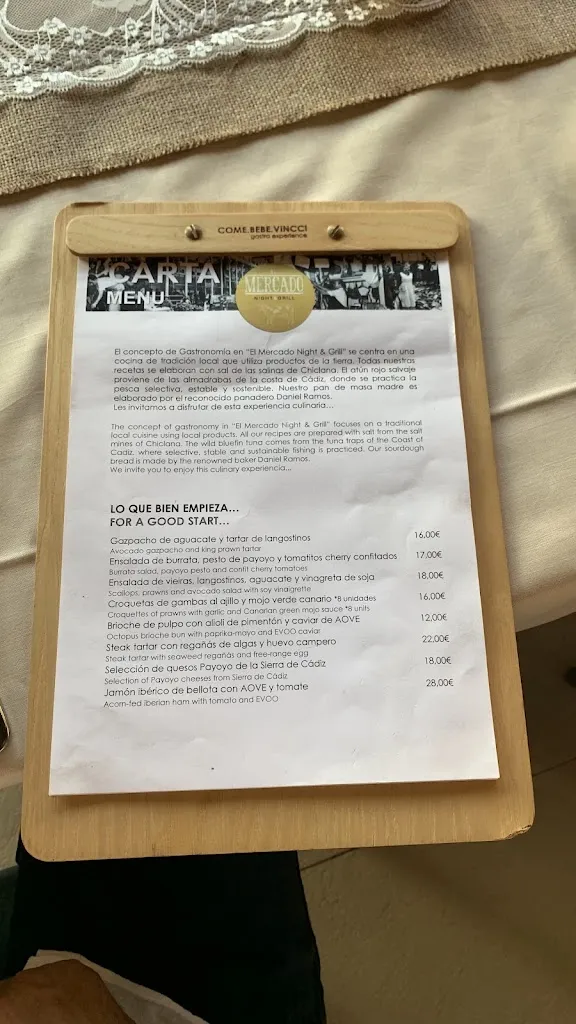 COME.BEBE.VINCCI
gastro experience
CARTA
MENU
MERCADO
NIGHT & GRILL
El concepto de Gastronomía en "El Mercado Night & Grill" se centra en una
cocina de tradición local que utiliza productos de la tierra. Todas nuestras
recetas se elaboran con sal de las salinas de Chiclana. El atún rojo salvaje
proviene de las almadrabas de la costa de Cádiz, donde se practica la
pesca selectiva, estable y sostenible. Nuestro pan de masa madre es
elaborado por el reconocido panadero Daniel Ramos.
Les invitamos a disfrutar de esta experiencia culinaria...
The concept of gastronomy in "El Mercado Night & Grill" focuses on a traditional
local cuisine using local products. All our recipes are prepared with salt from the salt
mines of Chiclana. The wild bluefin tuna comes from the tuna traps of the Coast of
Cadiz, where selective, stable and sustainable fishing is practiced. Our sourdough
bread is made by the renowned baker Daniel Ramos.
We invite you to enjoy this culinary experience...
LO QUE BIEN EMPIEZA...
FOR A GOOD START...
Gazpacho de aguacate y tartar de langostinos 16,00€
Avocado gazpacho and king prawn tartar
Ensalada de burrata, pesto de payoyo y tomatitos cherry confitados 17,00€
Burrata salad, payoyo pesto and confit cherry tomatoes
Ensalada de vieiras, langostinos, aguacate y vinagreta de soja 18,00€
Scallops, prawns and avocado salad with soy vinaigrette
Croquetas de gambas al ajillo y mojo verde canario *8 unidades 16,00€
Croquettes of prawns with garlic and Canarian green mojo sauce *8 units
Brioche de pulpo con alioli de pimentón y caviar de AOVE 12,00€
Octopus brioche bun with paprika-mayo and EVOO caviar
Steak tartar con regañás de algas y huevo campero 22,00€
Steak tartar with seaweed regañás and free-range egg
Selección de quesos Payoyo de la Sierra de Cádiz 18,00€
Selection of Payoyo cheeses from Sierra de Cádiz
Jamón ibérico de bellota con AOVE y tomate 28,00€
Acorn-fed iberian ham with tomato and EVOO